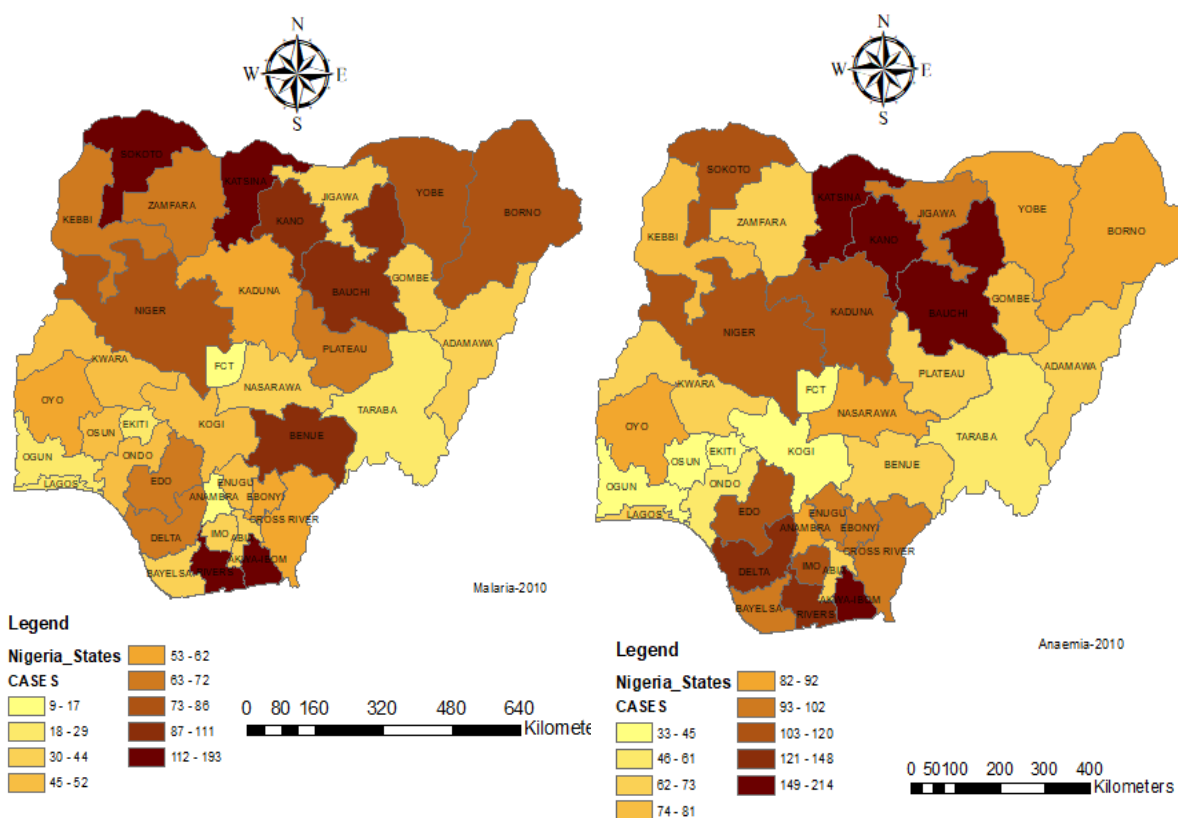 N
W E
S
SOKOTO
KATSINA
JIGAWA
YOBE
BORNO
KEBBI
ZAMFARA
KANO
BAUCHI
GOMBE
KADUNA
NIGER
PLATEAU
ADAMAWA
KWARA
FCT
NASARAWA
TARABA
OYO
OSUN
EKITI
KOGI
BENUE
OGUN
ONDO
LAGOS
EDO
ENUGU
ANAMBRA
EBONYI
CROSS RIVER
DELTA
IMO
BAYELSA
RIVERS
AKWA-IBOM
Malaria-2010
Legend
Nigeria_States
CASES
9 - 17
18 - 29
30 - 44
45 - 52
53 - 62
63 - 72
73 - 86
87 - 111
112 - 193
0 80 160 320 480 640
Kilometers
N
W E
S
SOKOTO
KATSINA
JIGAWA
YOBE
BORNO
KEBBI
ZAMFARA
KANO
BAUCHI
GOMBE
KADUNA
NIGER
PLATEAU
ADAMAWA
KWARA
FCT
NASARAWA
TARABA
OYO
OSUN
EKITI
KOGI
BENUE
OGUN
ONDO
LAGOS
EDO
ENUGU
ANAMBRA
EBONYI
CROSS RIVER
DELTA
IMO
BAYELSA
RIVERS
AKWA-IBOM
Anaemia-2010
Legend
Nigeria_States
CASES
33 - 45
46 - 61
62 - 73
74 - 81
82 - 92
93 - 102
103 - 120
121 - 148
149 - 214
0 50 100 200 300 400
Kilometers